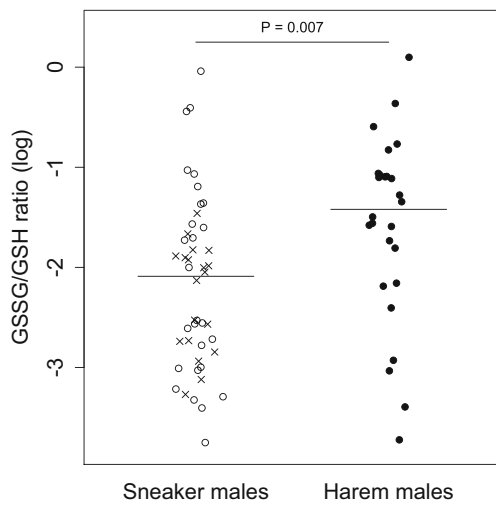 P = 0.007
GSSG/GSH ratio (log)
0
-1
-2
-3
Sneaker males Harem males